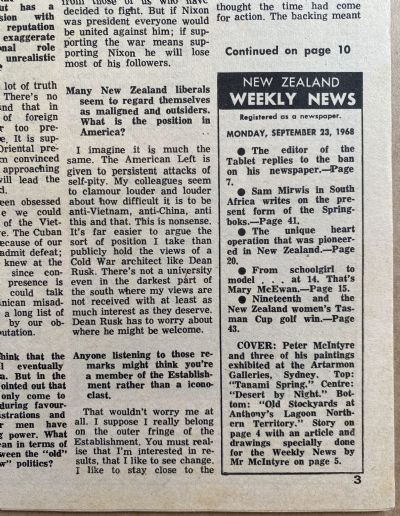 out has a
sion with
reputation
exaggerate
onal role
unrealistic
lot of truth
There's no
and that in
of foreign
r too pre-
e. It is sup-
Oriental pre-
m convinced
approaching
will lead the
d.
een obsessed
e we could
of the Viet-
re. The Cuban
ecause of our
admit defeat;
knew at the
since con-
presence is
could talk
nican misad-
a long list of
by our ob-
putation.
hink that the
l eventually
a. But in the
ointed out that
only come to
during favour-
strations and
r men have
g power. What
ean in terms of
ween the "old"
w" politics?
from those of us who have
decided to fight. But if Nixon
was president everyone would
be united against him; if sup-
porting the war means sup-
porting Nixon he will lose
most of his followers.
Many New Zealand liberals
seem to regard themselves
as maligned and outsiders.
What is the position in
America?
I imagine it is much the
same. The American Left is
given to persistent attacks of
self-pity. My colleagues seem
to clamour louder and louder
about how difficult it is to be
anti-Vietnam, anti-China, anti
this and that. This is nonsense.
It's far easier to argue the
sort of position I take than
publicly hold the view of a
Cold War architect like Dean
Rusk. There's not a university
even in the darkest part of
the south where my views are
not received with at least as
much interest as they deserve.
Dean Rusk has to worry about
where he might be welcome.
Anyone listening to those re-
marks might think you're
a member of the Establish-
ment rather than a icono-
clast.
That wouldn't worry me at
all. I suppose I really belong
on the outer fringe of the
Establishment. You must real-
ise that I'm interested in re-
sults, that I like to see change.
I like to stay close to the
thought the time had come
for action. The backing meant
Continued on page 10
NEW ZEALAND
WEEKLY NEWS
Registered as a newspaper.
MONDAY, SEPTEMBER 23, 1968
● The editor of the
Tablet replies to the ban
on his newspaper.—Page
7.
● Sam Mirwis in South
Africa writes on the pre-
sent form of the Spring-
boks.—Page 41.
● The unique heart
operation that was pioneer-
ed in New Zealand.—Page
20.
● From schoolgirl to
model . . . at 14. That's
Mary McEwan.—Page 15.
● Nineteenth and the
New Zealand women's Tas-
man Cup golf win.—Page
43.
COVER: Peter McIntyre
and three of his paintings
exhibited at the Artarmon
Galleries, Sydney. Top:
"Tanami Spring." Centre:
"Desert by Night." Bot-
tom: "Old Stockyards at
Anthony's Lagoon North-
ern Territory." Story on
page 4 with an article and
drawings specially done
for the Weekly News by
Mr McIntyre on page 5.
3